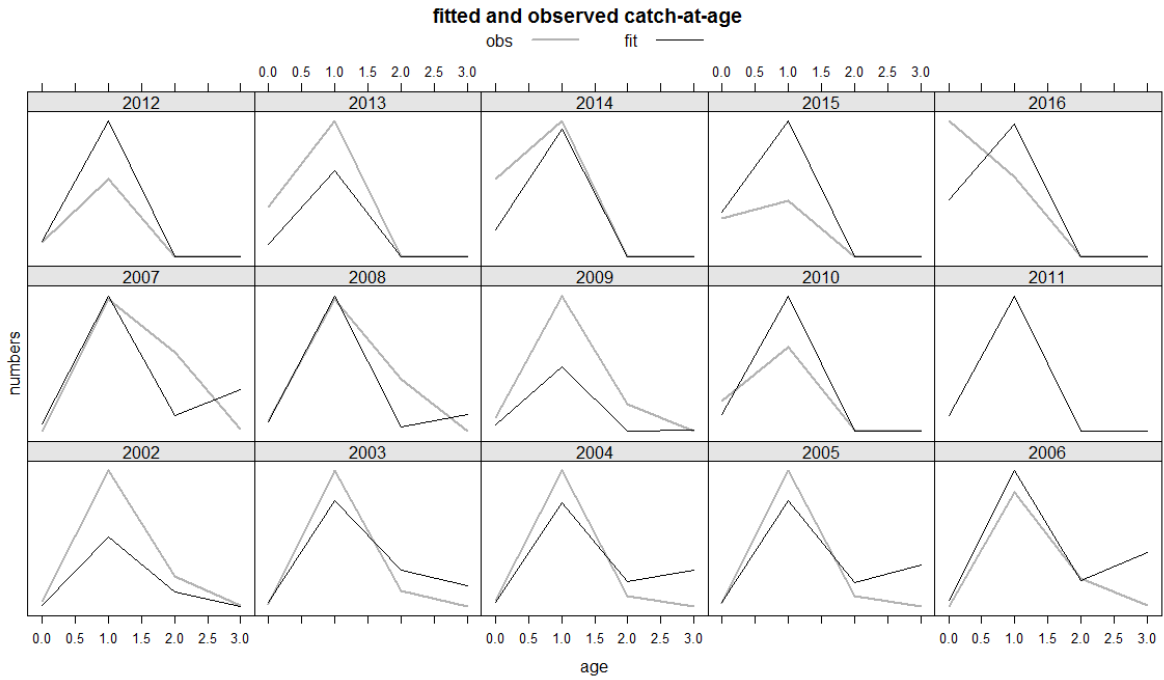 fitted and observed catch-at-age
obs fit
0.0 0.5 1.0 1.5 2.0 2.5 3.0 0.0 0.5 1.0 1.5 2.0 2.5 3.0
2012 2013 2014 2015 2016
2007 2008 2009 2010 2011
numbers
2002 2003 2004 2005 2006
0.0 0.5 1.0 1.5 2.0 2.5 3.0 0.0 0.5 1.0 1.5 2.0 2.5 3.0 0.0 0.5 1.0 1.5 2.0 2.5 3.0
age